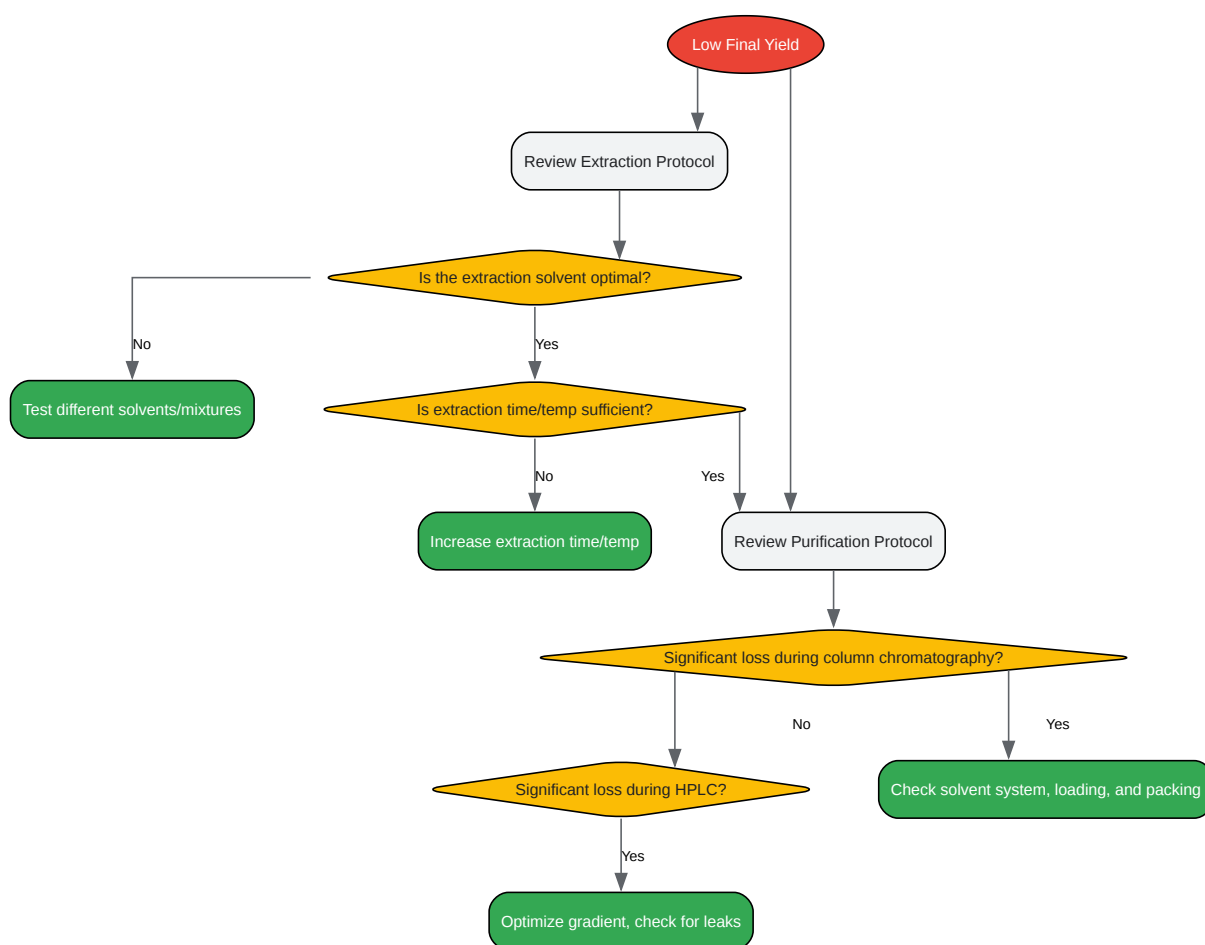 Low Final Yield
Review Extraction Protocol
Is the extraction solvent optimal?
No
Yes
Test different solvents/mixtures
Is extraction time/temp sufficient?
No
Yes
Increase extraction time/temp
Review Purification Protocol
Significant loss during column chromatography?
No
Yes
Significant loss during HPLC?
Check solvent system, loading, and packing
Yes
Optimize gradient, check for leaks